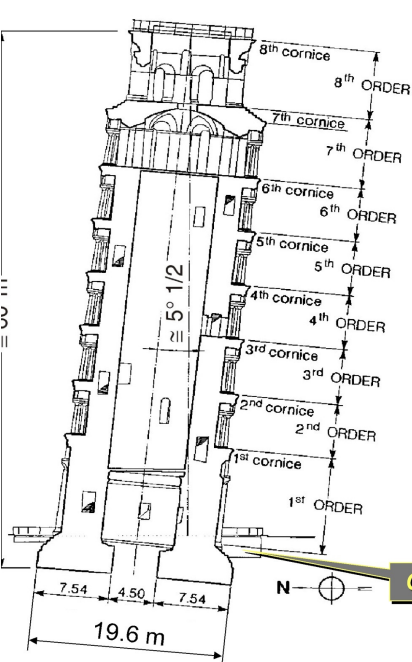 8th cornice
8th ORDER
7th cornice
7th ORDER
6th cornice
6th ORDER
5th cornice
5th ORDER
≅ 5° 1/2
4th cornice
4th ORDER
3rd cornice
3rd ORDER
2nd cornice
2nd ORDER
1st cornice
1st ORDER
N
7.54 4.50 7.54
19.6 m